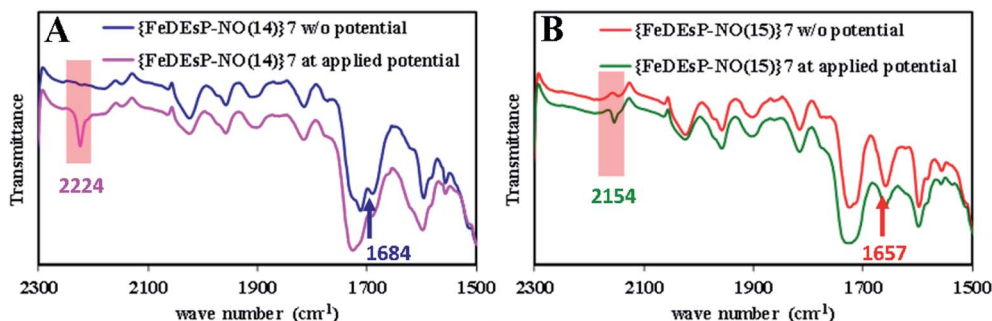 A
{FeDEsP-NO(14)}7 w/o potential
{FeDEsP-NO(14)}7 at applied potential
Transmittance
2224
1684
2300 2100 1900 1700 1500
wave number (cm-1)
B
{FeDEsP-NO(15)}7 w/o potential
{FeDEsP-NO(15)}7 at applied potential
Transmittance
2154
1657
2300 2100 1900 1700 1500
wave number (cm-1)